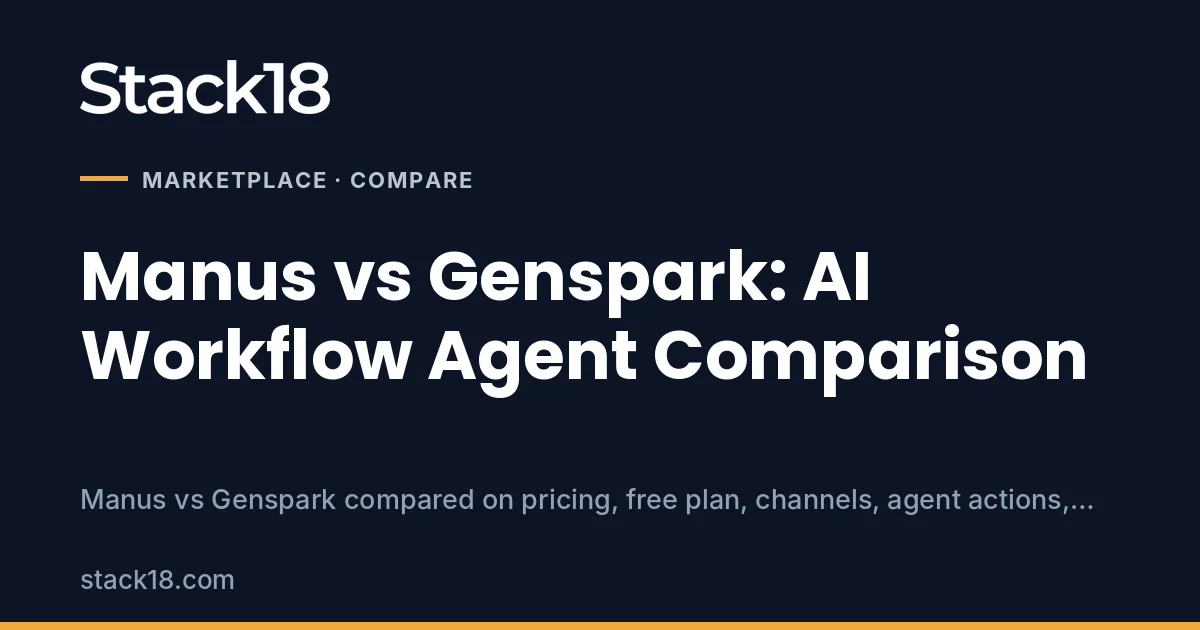 Stack18
MARKETPLACE · COMPARE
Manus vs Genspark: AI
Workflow Agent Comparison
Manus vs Genspark compared on pricing, free plan, channels, agent actions,...
stack18.com